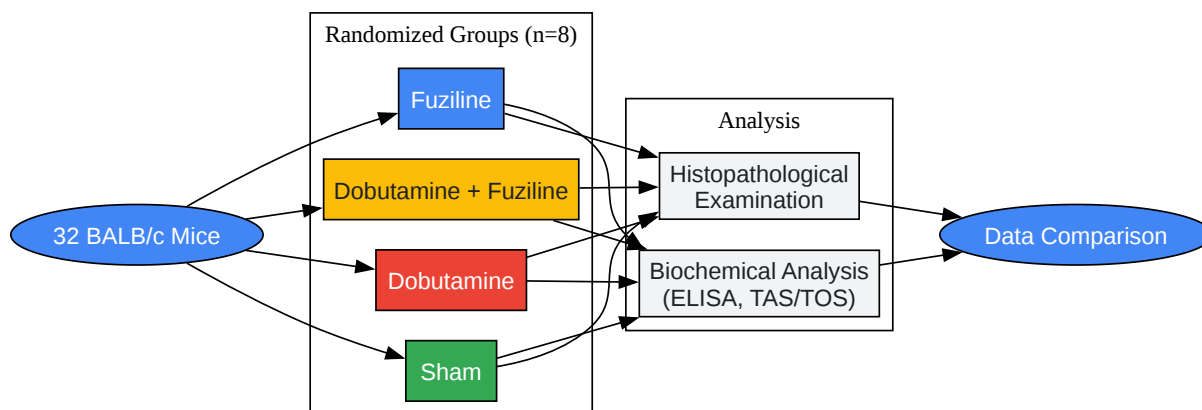 Randomized Groups (n=8)
Fuziline
Dobutamine + Fuziline
32 BALB/c Mice
Dobutamine
Sham
Analysis
Histopathological
Examination
Biochemical Analysis
(ELISA, TAS/TOS)
Data Comparison